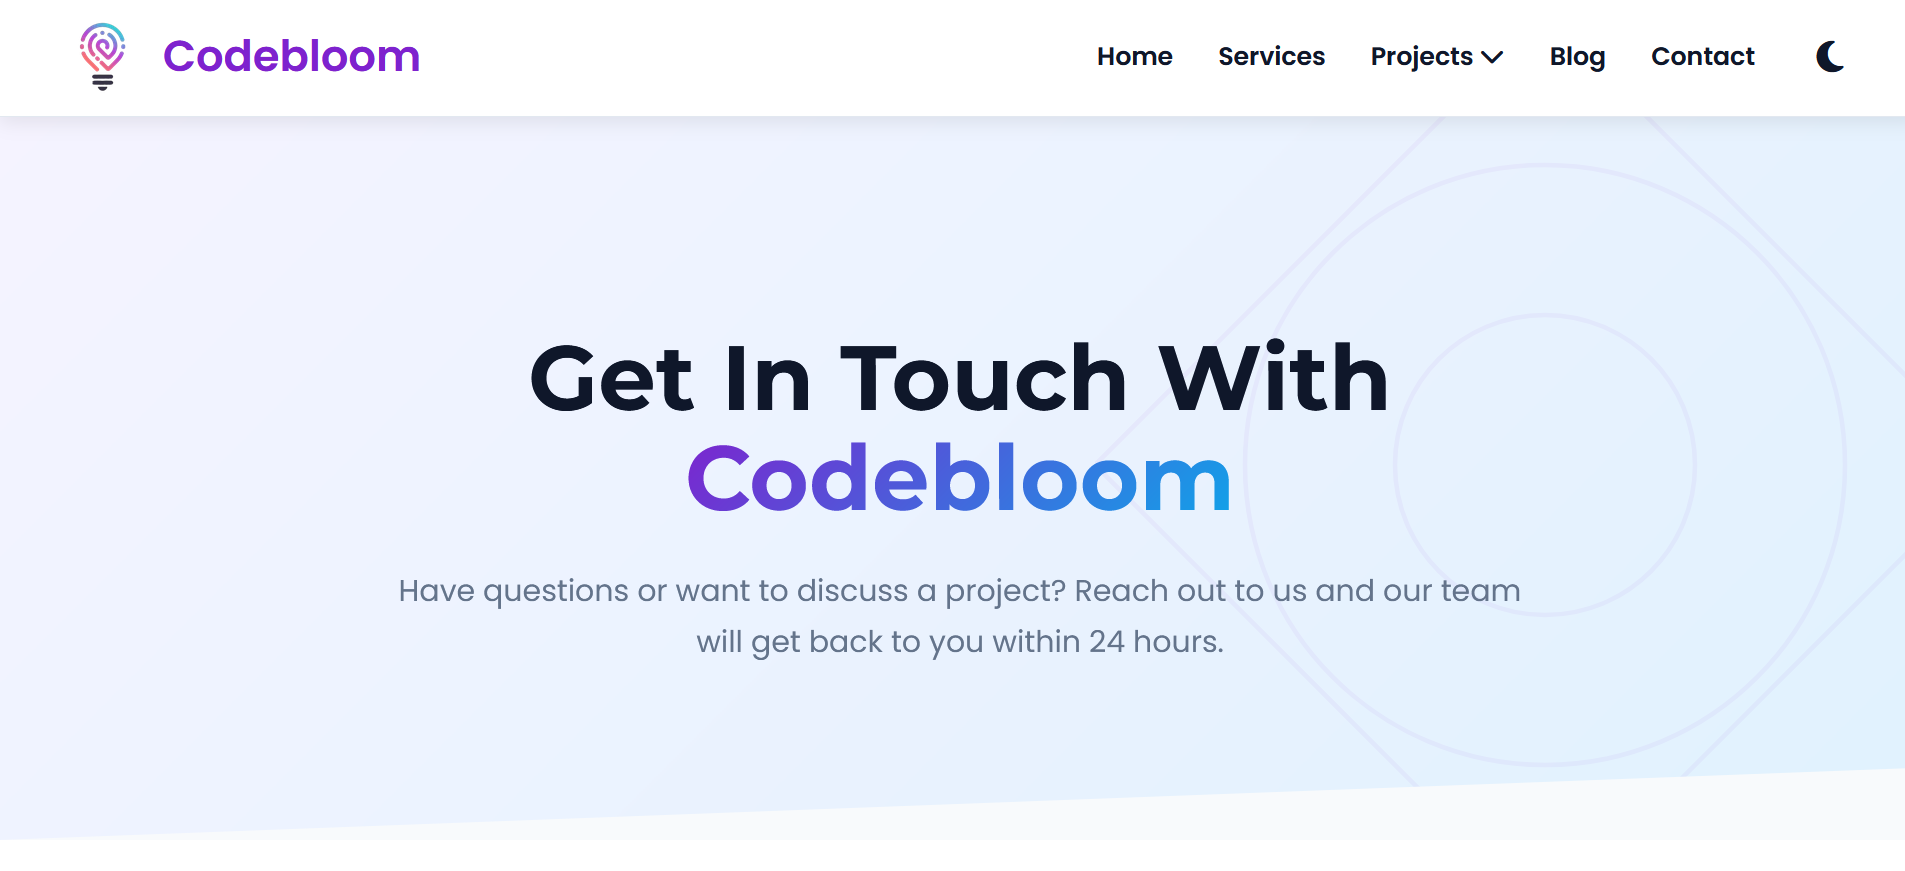 Codebloom
Home Services Projects Blog Contact
Get In Touch With
Codebloom
Have questions or want to discuss a project? Reach out to us and our team
will get back to you within 24 hours.